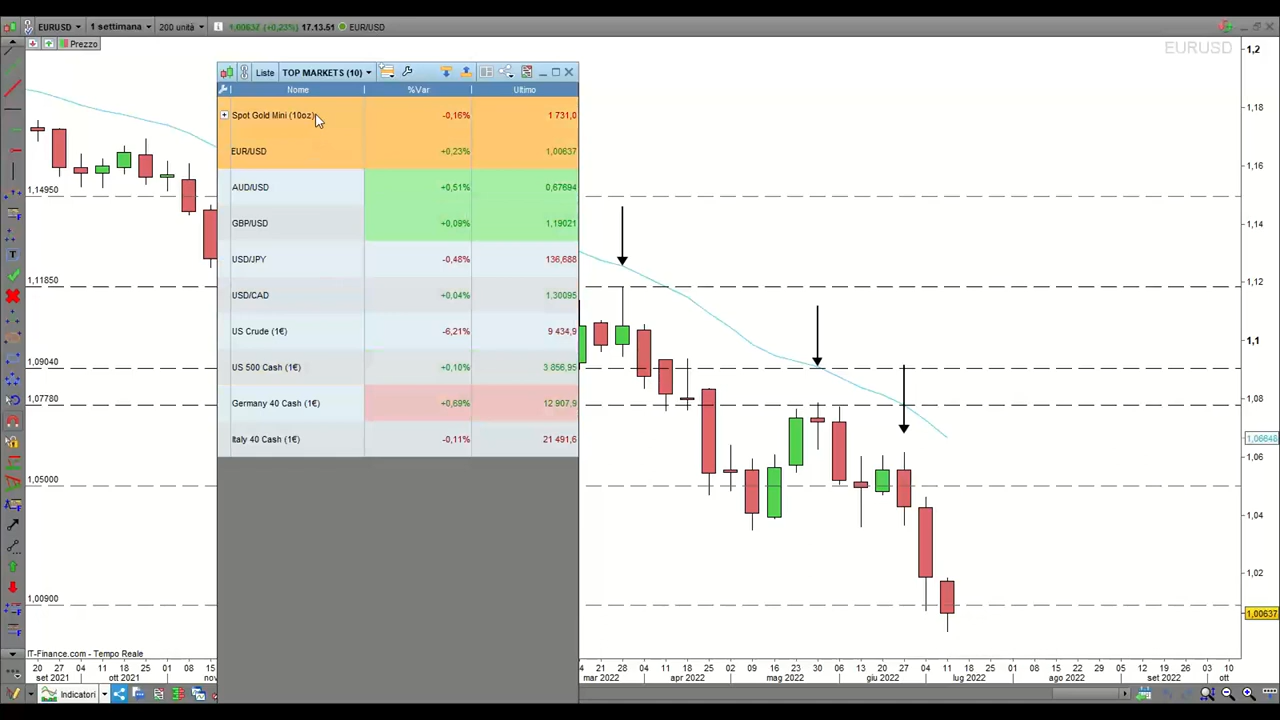 EURUSD 1 settimana 200 unità 1,00637 (+0,23%) 17.13.51 EUR/USD
Prezzo
EURUSD
Liste TOP MARKETS (10)
Nome %Var Ultimo
Spot Gold Mini (10oz) -0,16% 1 731,0
EUR/USD +0,23% 1,00637
AUD/USD +0,51% 0,67694
GBP/USD +0,09% 1,19021
USD/JPY -0,48% 136,688
USD/CAD +0,04% 1,30095
US Crude (1€) -6,21% 9 434,9
US 500 Cash (1€) +0,10% 3 856,95
Germany 40 Cash (1€) +0,69% 12 907,9
Italy 40 Cash (1€) -0,11% 21 491,6
1,14950
1,11850
1,09040
1,07780
1,05000
1,00900
1,2
1,18
1,16
1,14
1,12
1,1
1,08
1,06648
1,06
1,04
1,02
1,00637
IT-Finance.com - Tempo Reale
20 27 04 11 18 25 01 08 15 21 28 04 11 18 25 02 09 16 23 30 06 13 20 27 04 11 18 25 01 08 15 22 29 05 12 19 26 03 10
set 2021 ott 2021 nov mar 2022 apr 2022 mag 2022 giu 2022 lug 2022 ago 2022 set 2022 ott
Indicatori